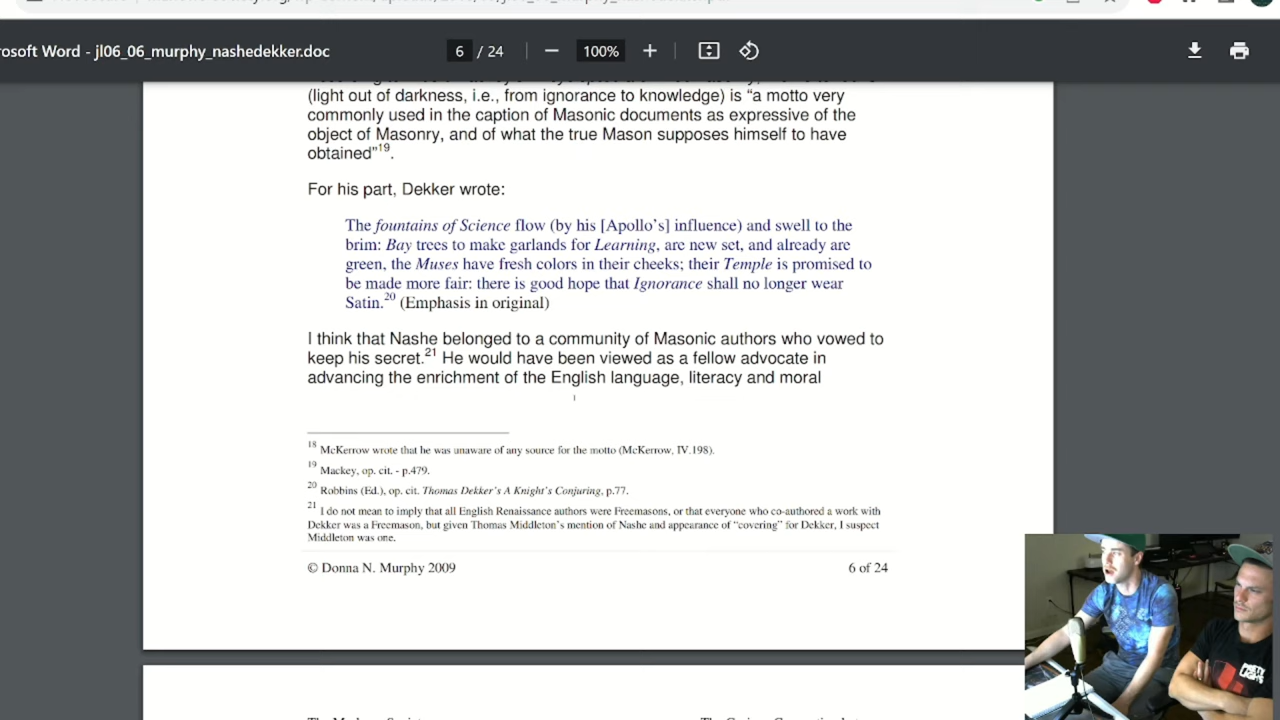 rosoft Word - jl06_06_murphy_nashedekker.doc
6 / 24
100%
(light out of darkness, i.e., from ignorance to knowledge) is “a motto very
commonly used in the caption of Masonic documents as expressive of the
object of Masonry, and of what the true Mason supposes himself to have
obtained”19.
For his part, Dekker wrote:
The fountains of Science flow (by his [Apollo’s] influence) and swell to the
brim: Bay trees to make garlands for Learning, are new set, and already are
green, the Muses have fresh colors in their cheeks; their Temple is promised to
be made more fair: there is good hope that Ignorance shall no longer wear
Satin.20 (Emphasis in original)
I think that Nashe belonged to a community of Masonic authors who vowed to
keep his secret.21 He would have been viewed as a fellow advocate in
advancing the enrichment of the English language, literacy and moral
18 McKerrow wrote that he was unaware of any source for the motto (McKerrow, IV.198).
19 Mackey, op. cit. - p.479.
20 Robbins (Ed.), op. cit. Thomas Dekker’s A Knight’s Conjuring, p.77.
21 I do not mean to imply that all English Renaissance authors were Freemasons, or that everyone who co-authored a work with
Dekker was a Freemason, but given Thomas Middleton’s mention of Nashe and appearance of “covering” for Dekker, I suspect
Middleton was one.
© Donna N. Murphy 2009
6 of 24
PRETTY
LIGHTS